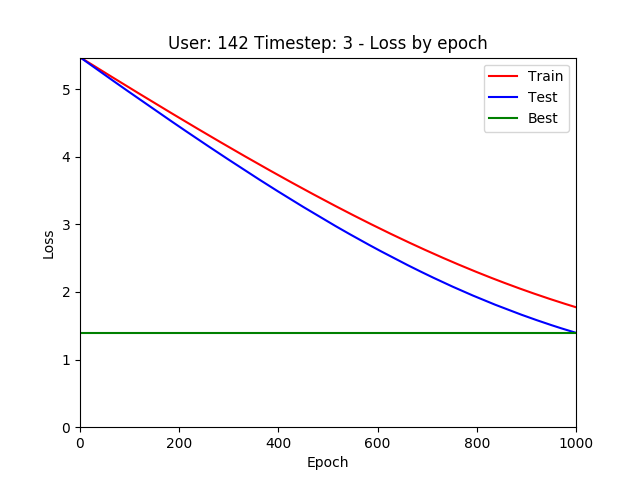 User: 142 Timestep: 3 - Loss by epoch
Train
Test
Best
Loss
5
4
3
2
1
0
0 200 400 600 800 1000
Epoch